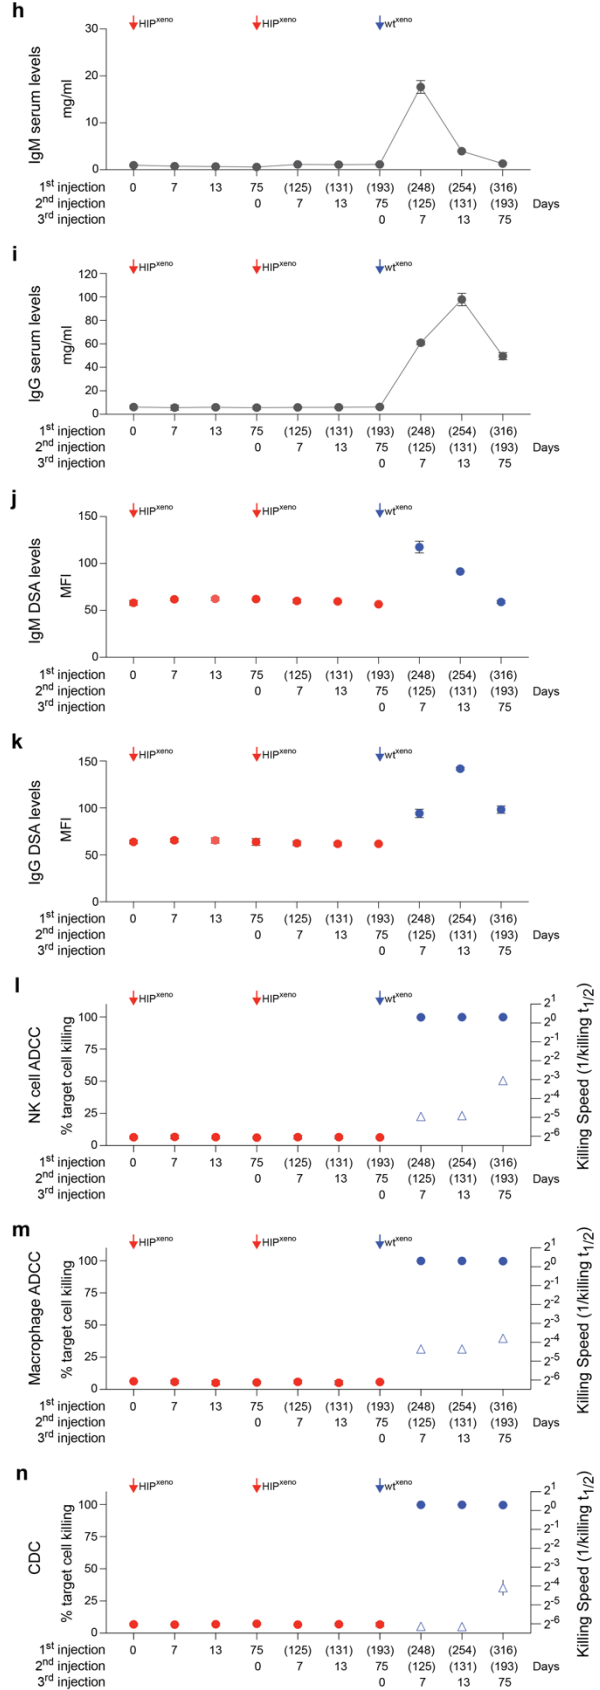 h
HIPxeno HIPxeno wtxeno
IgM serum levels
mg/ml
30
20
10
0
1st injection 0 7 13 75 (125) (131) (193) (248) (254) (316)
2nd injection 0 7 13 75 (125) (131) (193) Days
3rd injection 0 7 13 75
i
HIPxeno HIPxeno wtxeno
IgG serum levels
mg/ml
120
100
80
60
40
20
0
1st injection 0 7 13 75 (125) (131) (193) (248) (254) (316)
2nd injection 0 7 13 75 (125) (131) (193) Days
3rd injection 0 7 13 75
j
HIPxeno HIPxeno wtxeno
IgM DSA levels
MFI
150
100
50
0
1st injection 0 7 13 75 (125) (131) (193) (248) (254) (316)
2nd injection 0 7 13 75 (125) (131) (193) Days
3rd injection 0 7 13 75
k
HIPxeno HIPxeno wtxeno
IgG DSA levels
MFI
150
100
50
0
1st injection 0 7 13 75 (125) (131) (193) (248) (254) (316)
2nd injection 0 7 13 75 (125) (131) (193) Days
3rd injection 0 7 13 75
l
HIPxeno HIPxeno wtxeno
NK cell ADCC
% target cell killing
100
75
50
25
0
2^1
2^0
2^-1
2^-2
2^-3
2^-4
2^-5
2^-6
Killing Speed (1/killing t1/2)
1st injection 0 7 13 75 (125) (131) (193) (248) (254) (316)
2nd injection 0 7 13 75 (125) (131) (193) Days
3rd injection 0 7 13 75
m
HIPxeno HIPxeno wtxeno
Macrophage ADCC
% target cell killing
100
75
50
25
0
2^1
2^0
2^-1
2^-2
2^-3
2^-4
2^-5
2^-6
Killing Speed (1/killing t1/2)
1st injection 0 7 13 75 (125) (131) (193) (248) (254) (316)
2nd injection 0 7 13 75 (125) (131) (193) Days
3rd injection 0 7 13 75
n
HIPxeno HIPxeno wtxeno
CDC
% target cell killing
100
75
50
25
0
2^1
2^0
2^-1
2^-2
2^-3
2^-4
2^-5
2^-6
Killing Speed (1/killing t1/2)
1st injection 0 7 13 75 (125) (131) (193) (248) (254) (316)
2nd injection 0 7 13 75 (125) (131) (193) Days
3rd injection 0 7 13 75